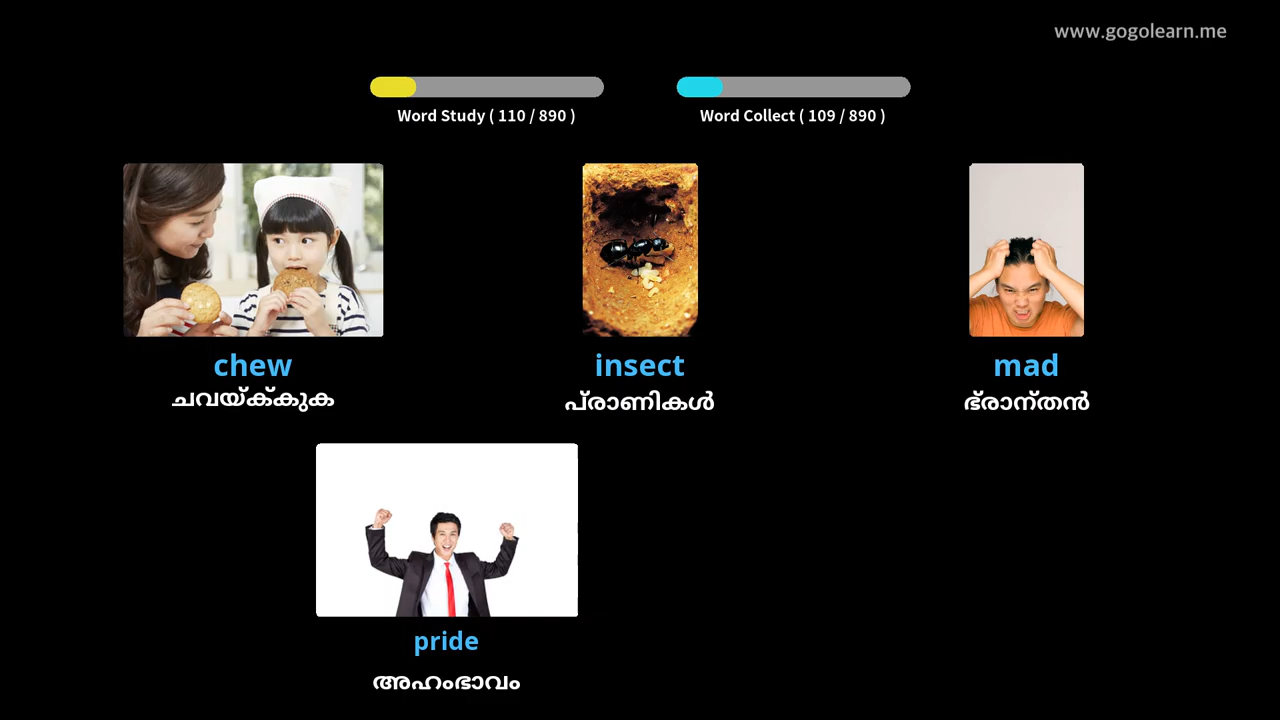 www.gogolearn.me
Word Study ( 110 / 890 )
Word Collect ( 109 / 890 )
chew
ചവയ്ക്കുക
insect
പ്രാണികൾ
mad
ഭ്രാന്തൻ
pride
അഹംഭാവം